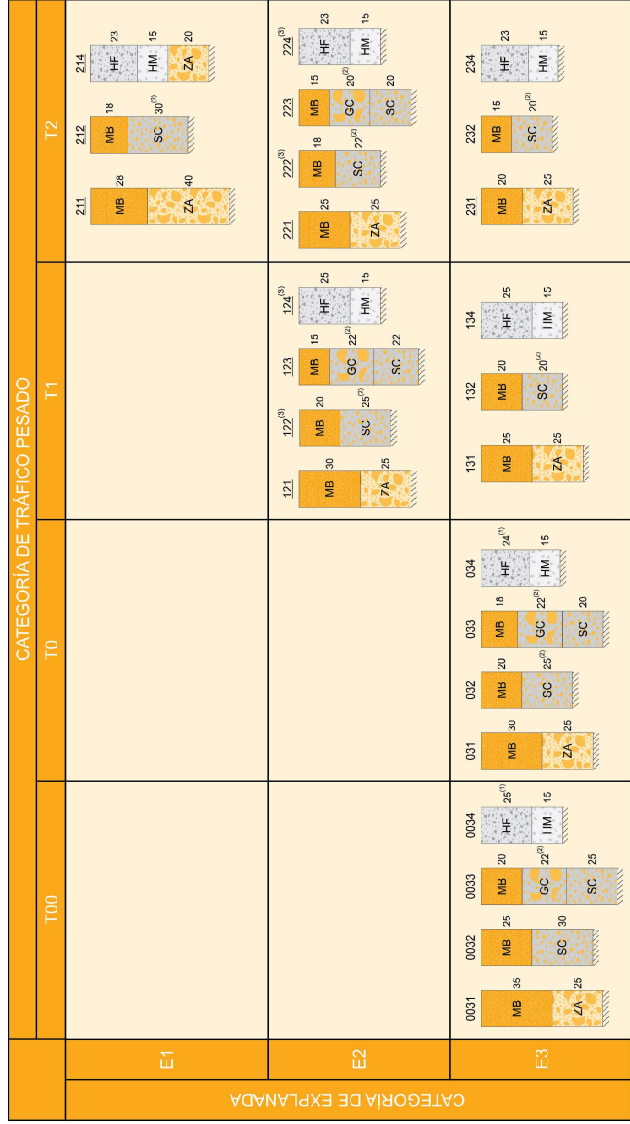 CATEGORÍA DE TRÁFICO PESADO
T00
T0
T1
T2
CATEGORÍA DE EXPLANADA
E1
211
MB 28
ZA 40
212
MB 18
SC 30
214
HF 23
HM 15
ZA 20
E2
121
MB 30
ZA 25
122(3)
MB 20
SC 25(2)
123
MB 15
GC 22(2)
SC 22
124(3)
HF 25
HM 15
221
MB 25
ZA 25
222(3)
MB 18
SC 22(2)
223
MB 15
GC 20(2)
SC 20
224(3)
HF 23
HM 15
E3
0031
MB 35
ZA 25
0032
MB 25
SC 30
0033
MB 20
GC 22(2)
SC 25
0034
HF 25(1)
HM 15
031
MB 30
ZA 25
032
MB 20
SC 25(2)
033
MB 18
GC 22(2)
SC 20
034
HF 24(1)
HM 15
131
MB 25
ZA 25
132
MB 20
SC 20(2)
134
HF 25
HM 15
231
MB 20
ZA 25
232
MB 15
SC 20(2)
234
HF 23
HM 15